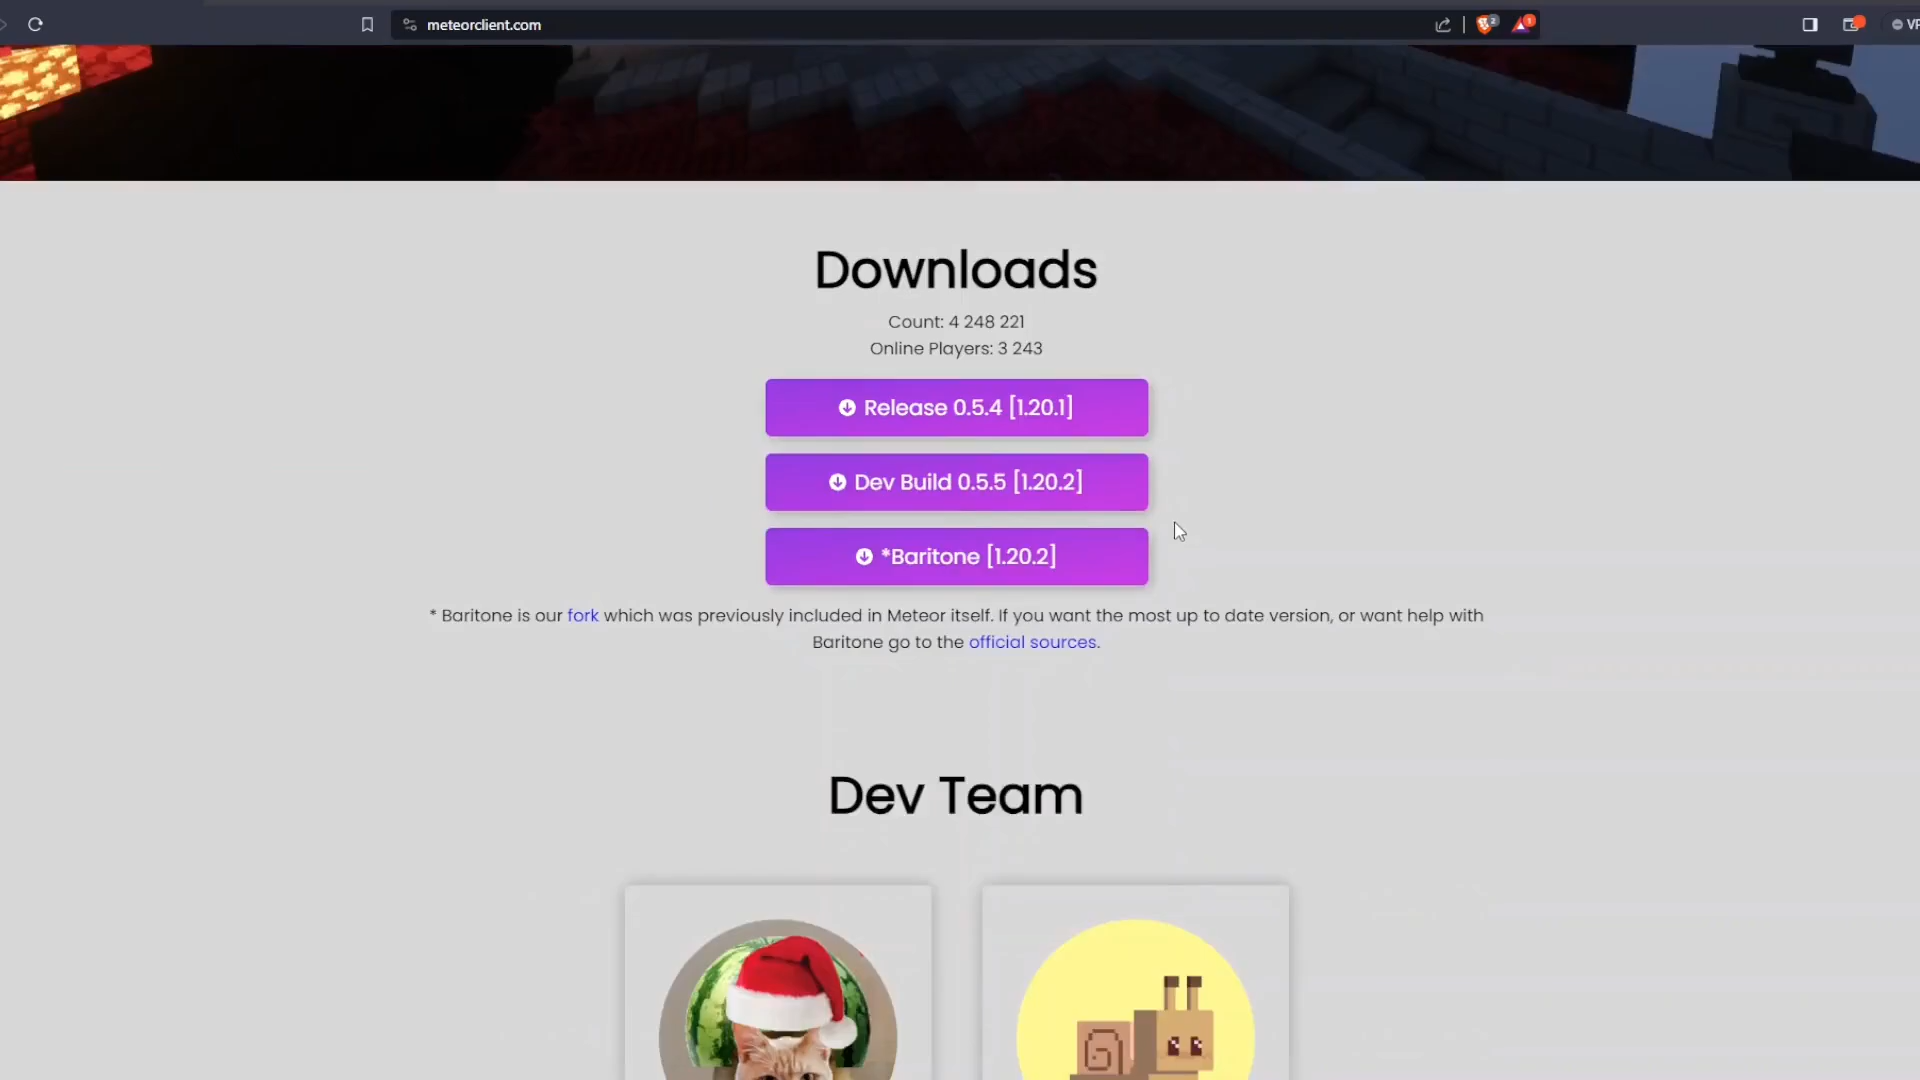 meteorclient.com
2
1
VP
Downloads
Count: 4 248 221
Online Players: 3 243
Release 0.5.4 [1.20.1]
Dev Build 0.5.5 [1.20.2]
*Baritone [1.20.2]
* Baritone is our fork which was previously included in Meteor itself. If you want the most up to date version, or want help with
Baritone go to the official sources.
Dev Team